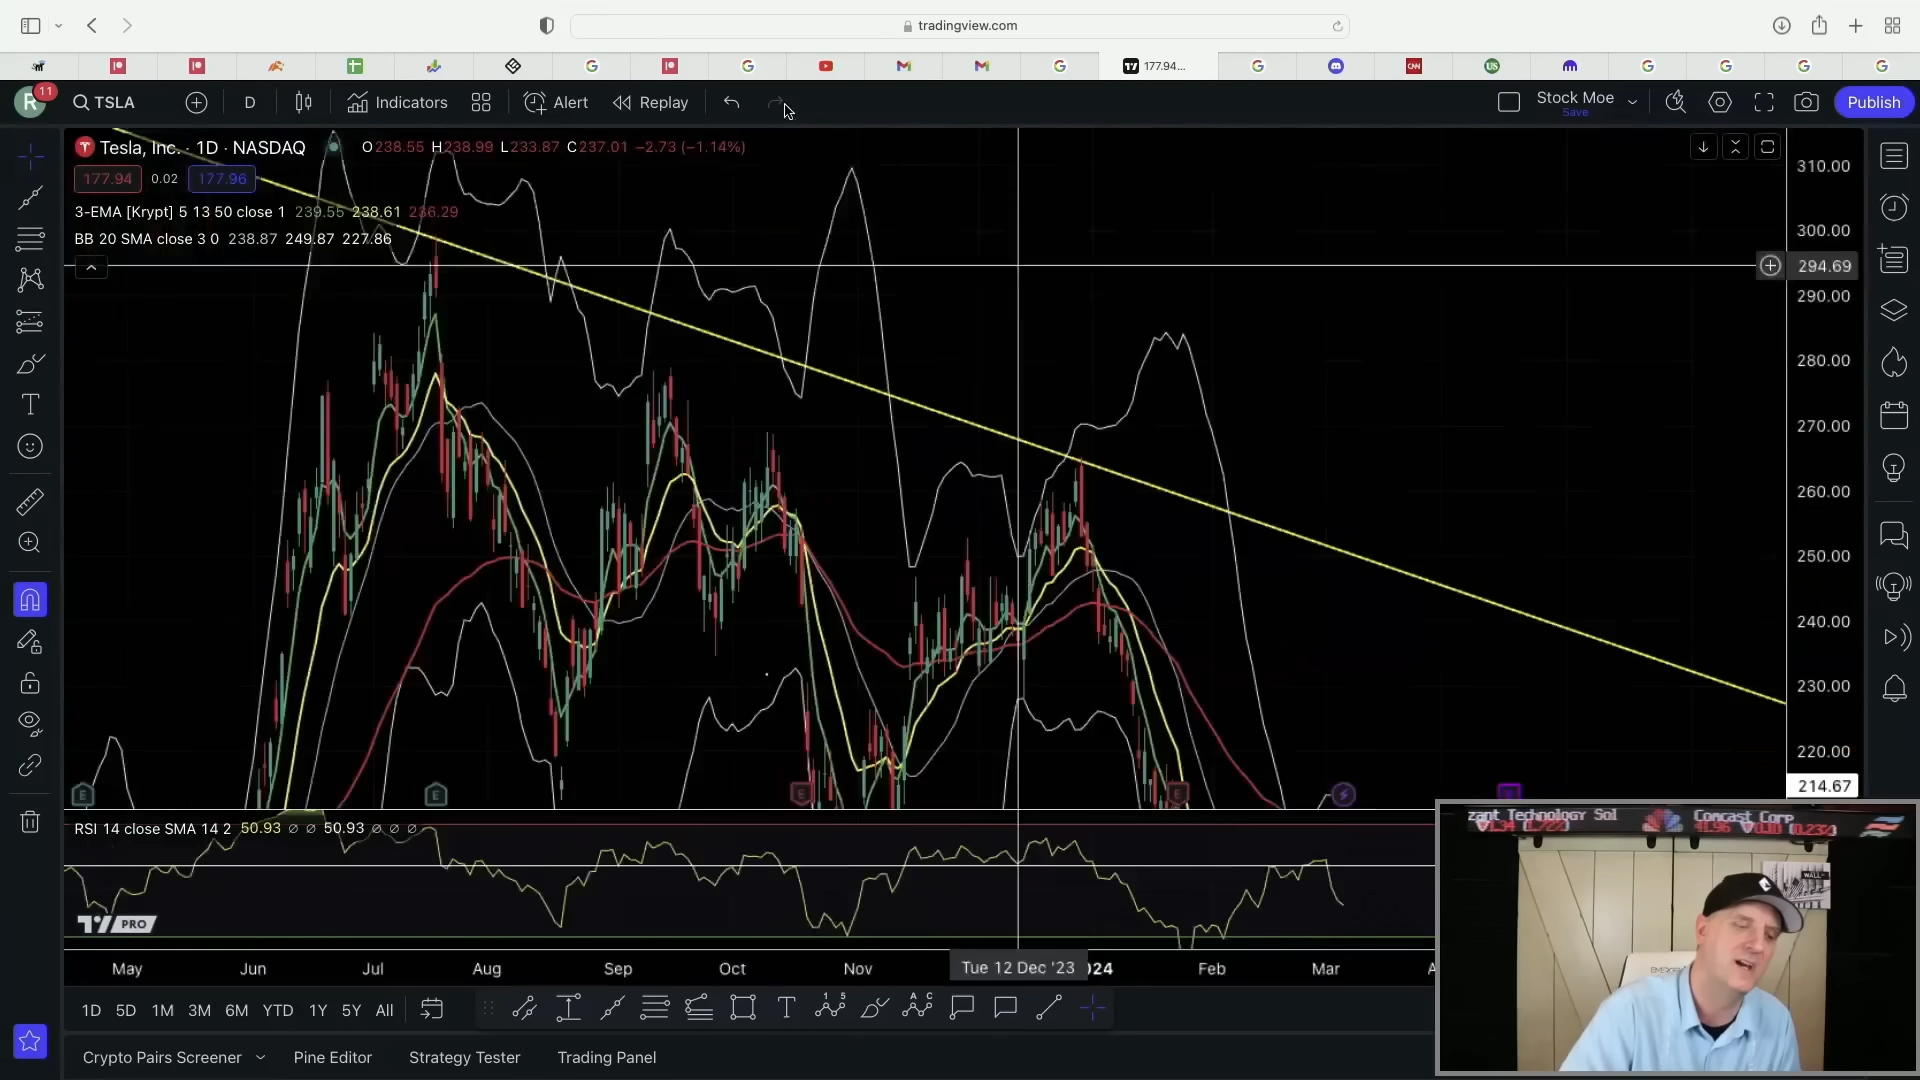 tradingview.com
177.94...
R 11 TSLA D Indicators Alert Replay Stock Moe Save Publish
Tesla, Inc. · 1D · NASDAQ O238.55 H238.99 L233.87 C237.01 −2.73 (−1.14%)
177.94 0.02 177.96
3-EMA [Krypt] 5 13 50 close 1 239.55 238.61 236.29
BB 20 SMA close 3 0 238.87 249.87 227.86
310.00
300.00
294.69
290.00
280.00
270.00
260.00
250.00
240.00
230.00
220.00
214.67
E E E E
RSI 14 close SMA 14 2 50.93 ∅ ∅ 50.93 ∅ ∅ ∅
PRO
zant Technology Sol Comcast Corp
WALL
May Jun Jul Aug Sep Oct Nov Tue 12 Dec '23 024 Feb Mar A
1D 5D 1M 3M 6M YTD 1Y 5Y All
Crypto Pairs Screener Pine Editor Strategy Tester Trading Panel